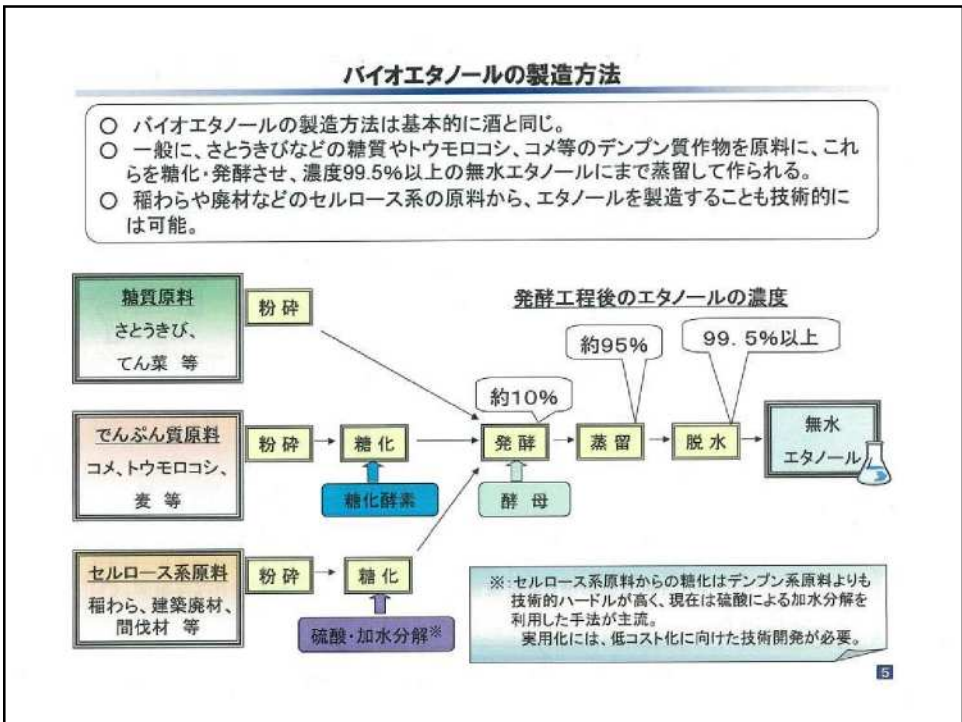 バイオエタノールの製造方法
○ バイオエタノールの製造方法は基本的に酒と同じ。
○ 一般に、さとうきびなどの糖質やトウモロコシ、コメ等のデンプン質作物を原料に、これ
らを糖化・発酵させ、濃度99.5%以上の無水エタノールにまで蒸留して作られる。
○ 稲わらや廃材などのセルロース系の原料から、エタノールを製造することも技術的に
は可能。
糖質原料
さとうきび、
てん菜 等
粉砕
発酵工程後のエタノールの濃度
約10%
約95%
99.5%以上
でんぷん質原料
コメ、トウモロコシ、
麦 等
粉砕
糖化
糖化酵素
発酵
酵母
蒸留
脱水
無水
エタノール
セルロース系原料
稲わら、建築廃材、
間伐材 等
粉砕
糖化
硫酸・加水分解※
※:セルロース系原料からの糖化はデンプン系原料よりも
技術的ハードルが高く、現在は硫酸による加水分解を
利用した手法が主流。
実用化には、低コスト化に向けた技術開発が必要。
5